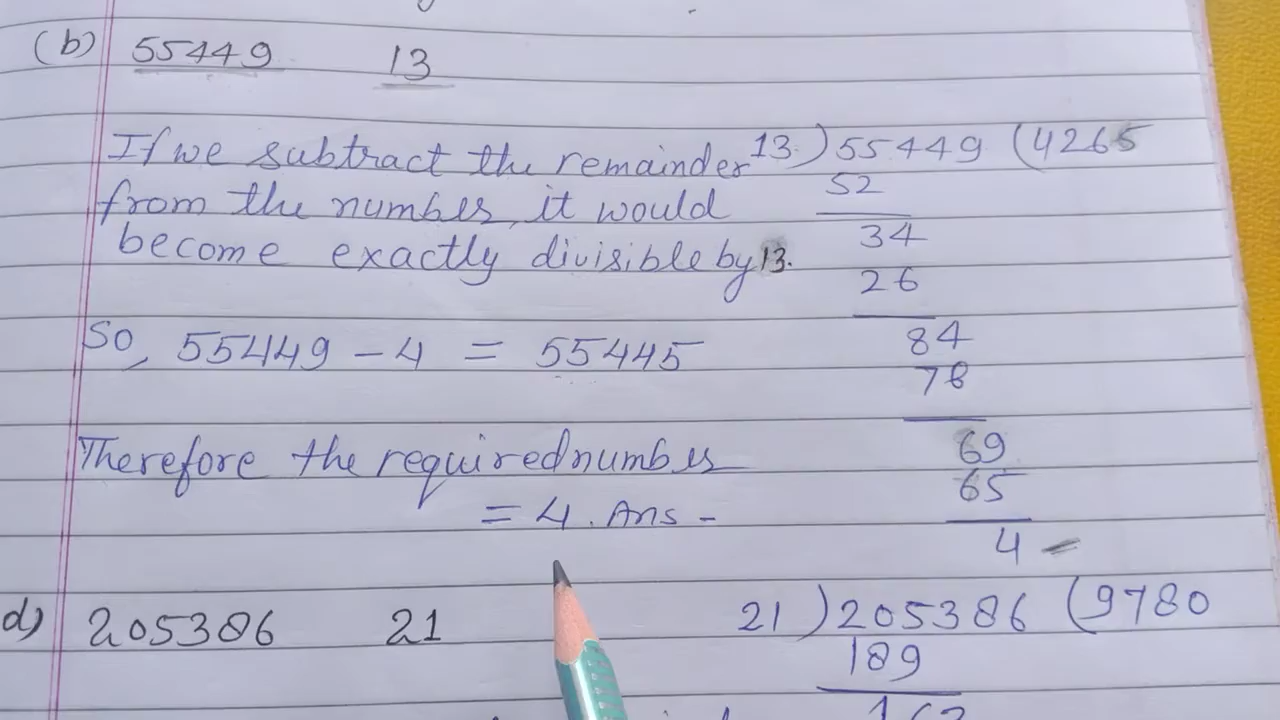 (b) 55449 13
If we subtract the remainder
from the number, it would
become exactly divisible by 13.
So, 55449 - 4 = 55445
Therefore the required number
= 4. Ans -
13 ) 55449 ( 4265
52
34
26
84
78
69
65
4
d) 205386 21
21 ) 205386 ( 9780
189